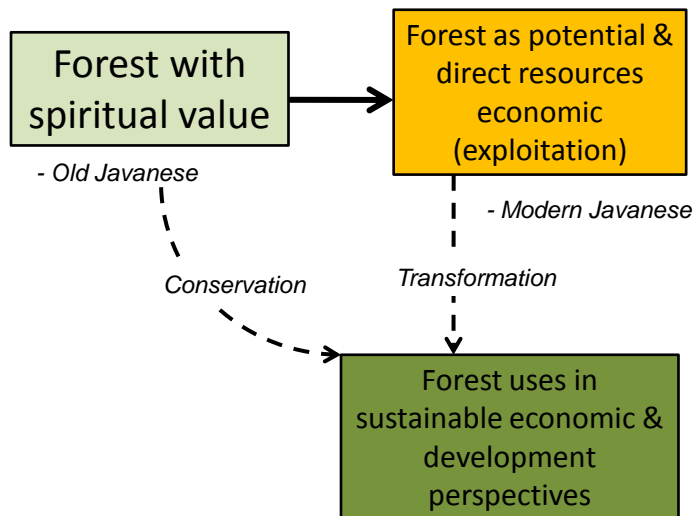 Forest with
spiritual value
Forest as potential &
direct resources
economic
(exploitation)
- Old Javanese
- Modern Javanese
Conservation
Transformation
Forest uses in
sustainable economic &
development
perspectives